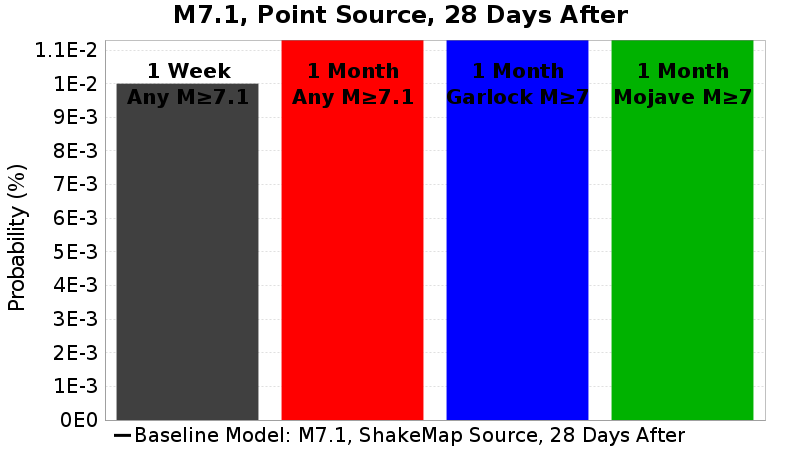 M7.1, Point Source, 28 Days After
1.1E-2
1E-2
9E-3
8E-3
7E-3
6E-3
5E-3
4E-3
3E-3
2E-3
1E-3
0E0
Probability (%)
1 Week
Any M≥7.1
1 Month
Any M≥7.1
1 Month
Garlock M≥7
1 Month
Mojave M≥7
Baseline Model: M7.1, ShakeMap Source, 28 Days After